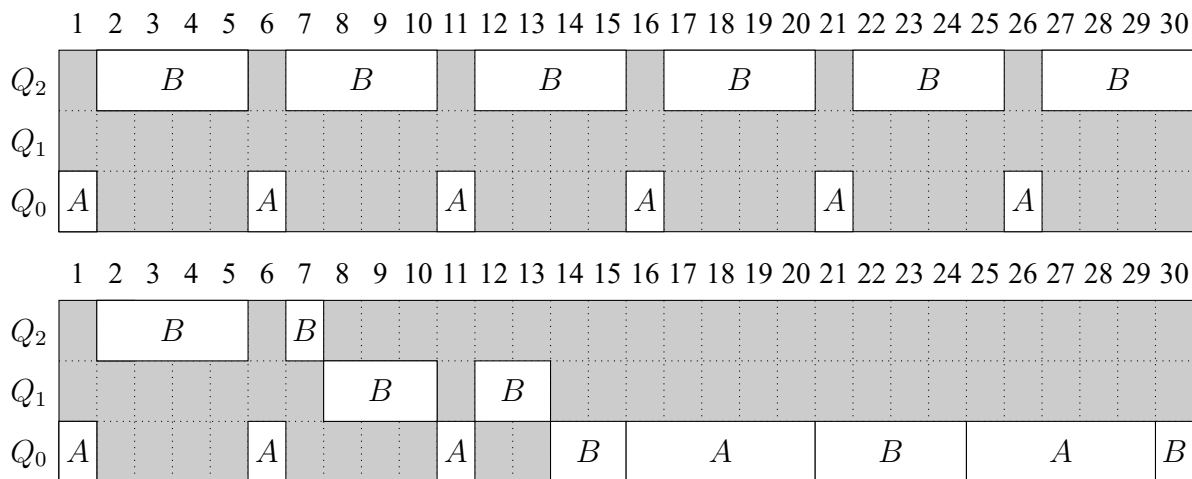 1 2 3 4 5 6 7 8 9 10 11 12 13 14 15 16 17 18 19 20 21 22 23 24 25 26 27 28 29 30
Q₂ B B B B B B
Q₁
Q₀ A A A A A A
1 2 3 4 5 6 7 8 9 10 11 12 13 14 15 16 17 18 19 20 21 22 23 24 25 26 27 28 29 30
Q₂ B B
Q₁ B B
Q₀ A A A B A B A B